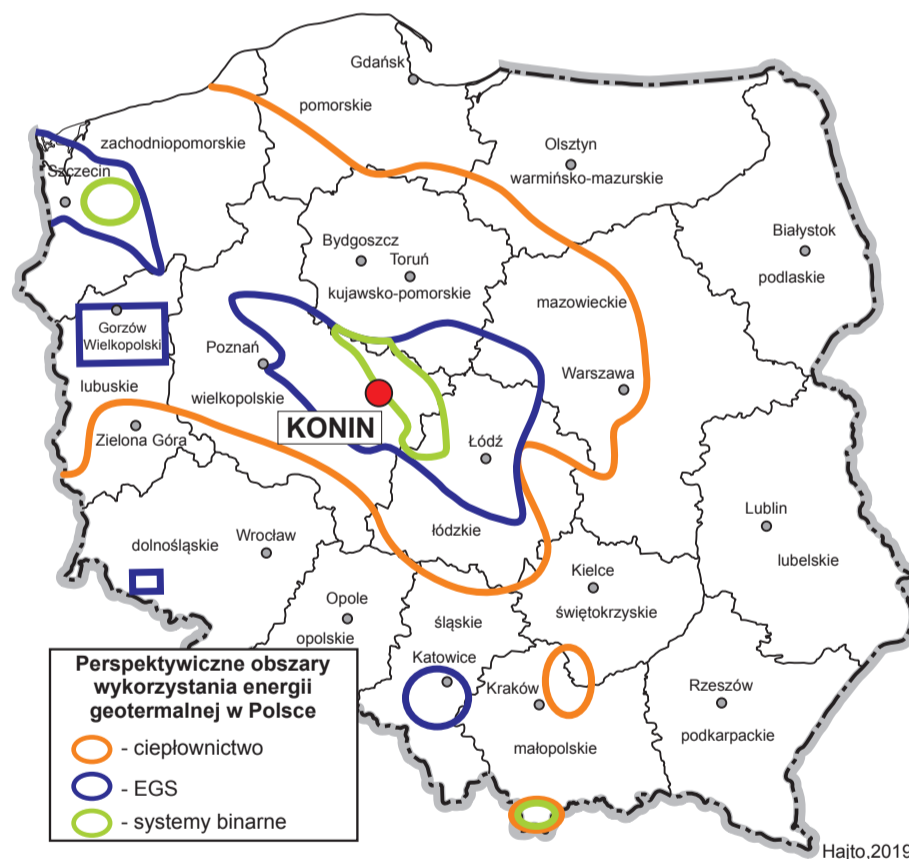 Gdańsk
pomorskie
zachodniopomorskie
Olsztyn
warmińsko-mazurskie
Szczecin
Białystok
podlaskie
Bydgoszcz
Toruń
kujawsko-pomorskie
mazowieckie
Gorzów
Wielkopolski
Poznań
Warszawa
lubuskie
wielkopolskie
KONIN
Zielona Góra
Łódź
Lublin
łódzkie
Wrocław
dolnośląskie
lubelskie
Kielce
świętokrzyskie
Opole
opolskie
śląskie
Katowice
Kraków
Rzeszów
małopolskie
podkarpackie
Perspektywiczne obszary
wykorzystania energii
geotermalnej w Polsce
- ciepłownictwo
- EGS
- systemy binarne
Hajto,2019